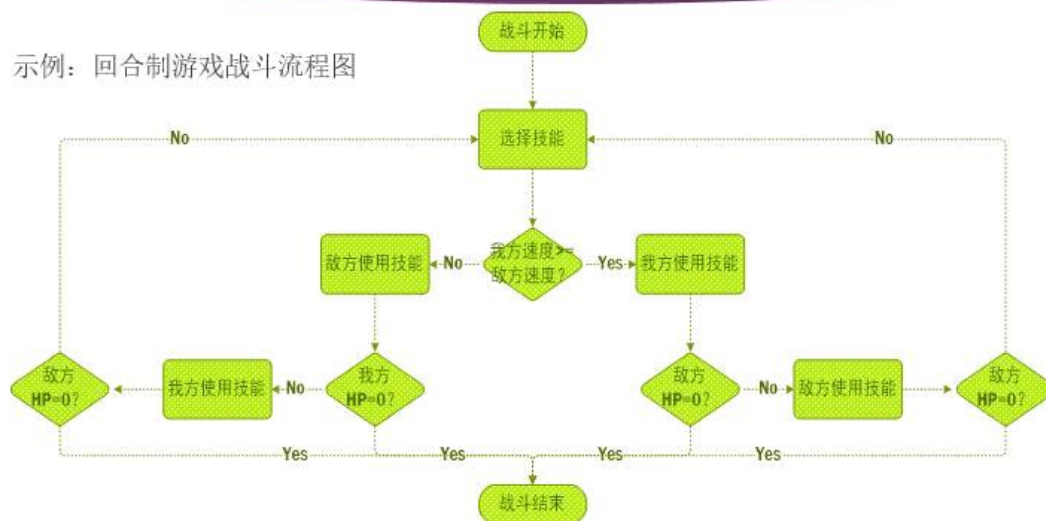 战斗开始
示例：回合制游戏战斗流程图
No
选择技能
No
敌方使用技能
No
我方速度>=
敌方速度?
Yes
我方使用技能
敌方
HP=0?
我方使用技能
No
我方
HP=0?
敌方
HP=0?
No
敌方使用技能
敌方
HP=0?
Yes
Yes
Yes
Yes
战斗结束